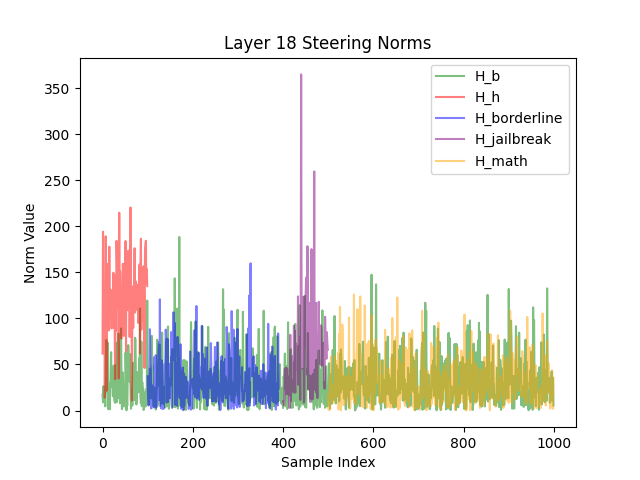 Layer 18 Steering Norms
H_b
H_h
H_borderline
H_jailbreak
H_math
Norm Value
350
300
250
200
150
100
50
0
0 200 400 600 800 1000
Sample Index